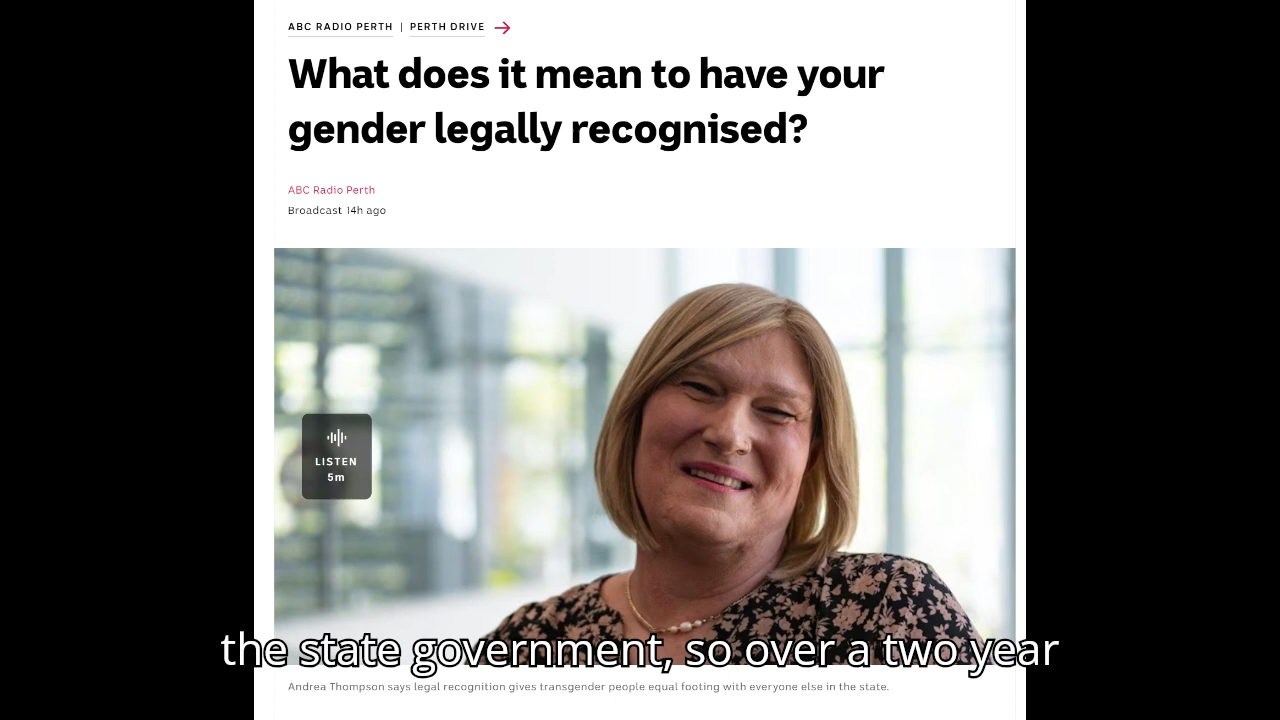 ABC RADIO PERTH | PERTH DRIVE
What does it mean to have your
gender legally recognised?
ABC Radio Perth
Broadcast 14h ago
LISTEN
5m
the state government, so over a two year
Andrea Thompson says legal recognition gives transgender people equal footing with everyone else in the state.